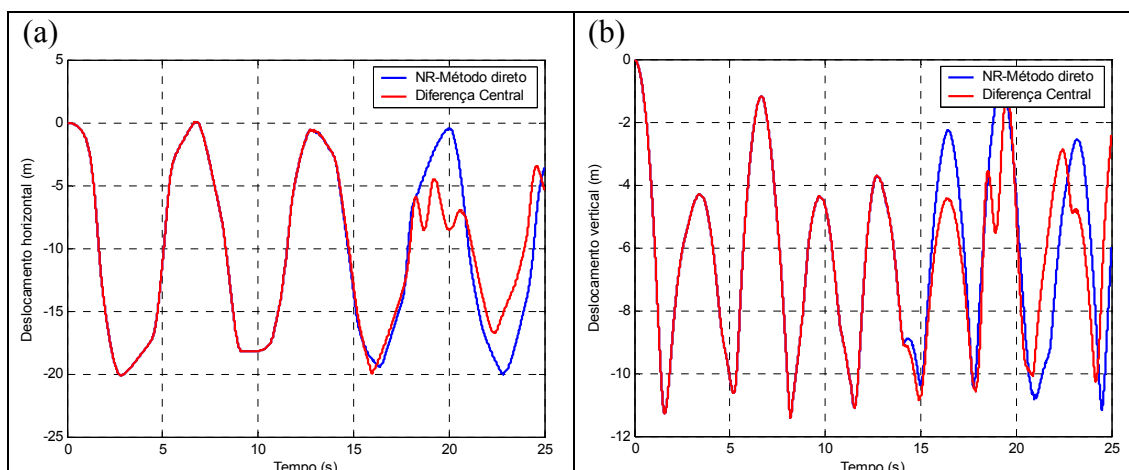 (a)
5
0
-5
-10
-15
-20
-25
0 5 10 15 20 25
Deslocamento horizontal (m)
Tempo (s)
NR-Método direto
Diferença Central
(b)
0
-2
-4
-6
-8
-10
-12
0 5 10 15 20 25
Deslocamento vertical (m)
Tempo (s)
NR-Método direto
Diferença Central